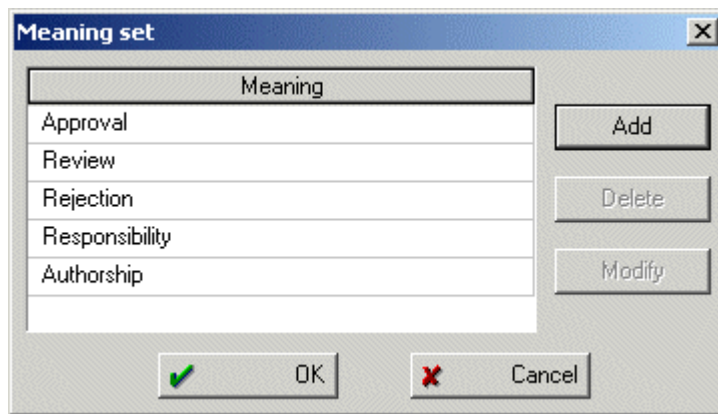 Meaning set
Meaning
Approval
Review
Rejection
Responsibility
Authorship
Add
Delete
Modify
OK
Cancel